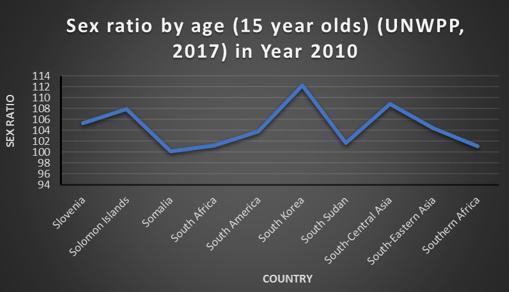 Sex ratio by age (15 year olds) (UNWPP,
2017) in Year 2010
SEX RATIO
114
112
110
108
106
104
102
100
98
96
94
Slovenia
Solomon Islands
Somalia
South Africa
South America
South Korea
South Sudan
South-Central Asia
South-Eastern Asia
Southern Africa
COUNTRY